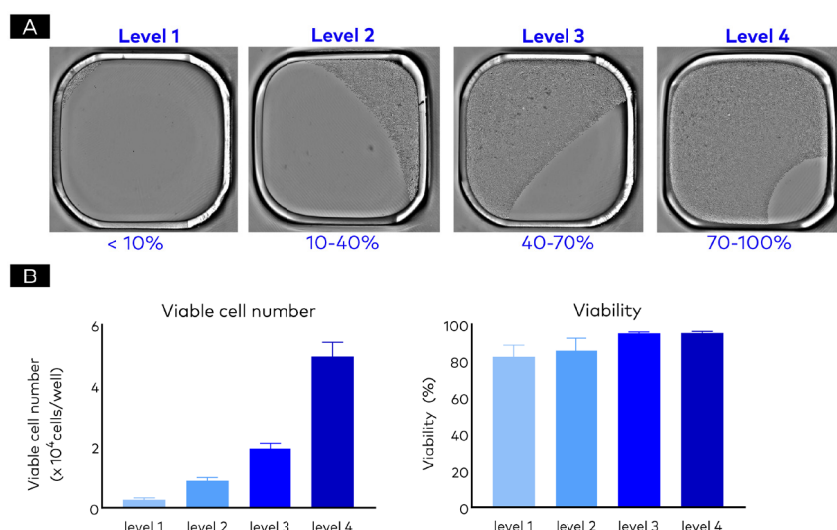 A
Level 1
Level 2
Level 3
Level 4
< 10%
10-40%
40-70%
70-100%
B
Viable cell number
Viable cell number
(x 10⁴cells/well)
6
4
2
0
level 1
level 2
level 3
level 4
Viability
Viability (%)
100
80
60
40
20
0
level 1
level 2
level 3
level 4